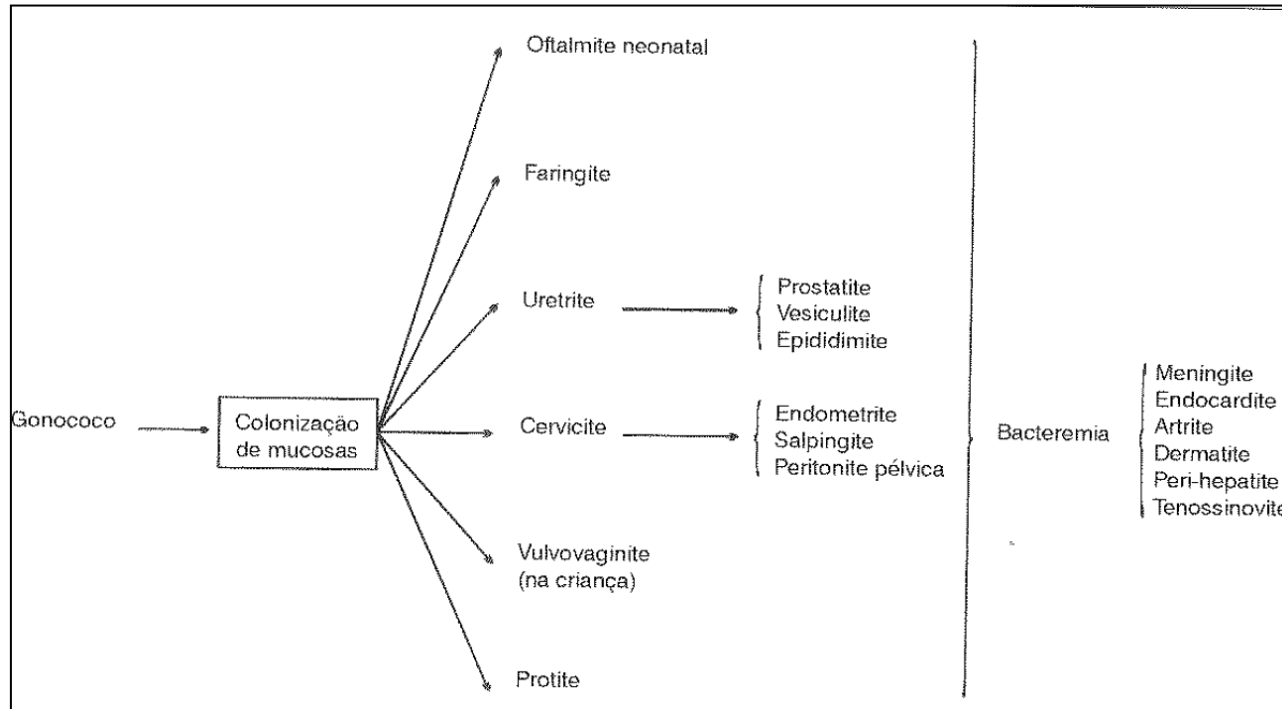 Oftalmite neonatal
Faringite
Uretrite
Prostatite
Vesiculite
Epididimite
Gonococo
Colonização
de mucosas
Cervicite
Endometrite
Salpingite
Peritonite pélvica
Bacteremia
Meningite
Endocardite
Artrite
Dermatite
Peri-hepatite
Tenossinovite
Vulvovaginite
(na criança)
Protite